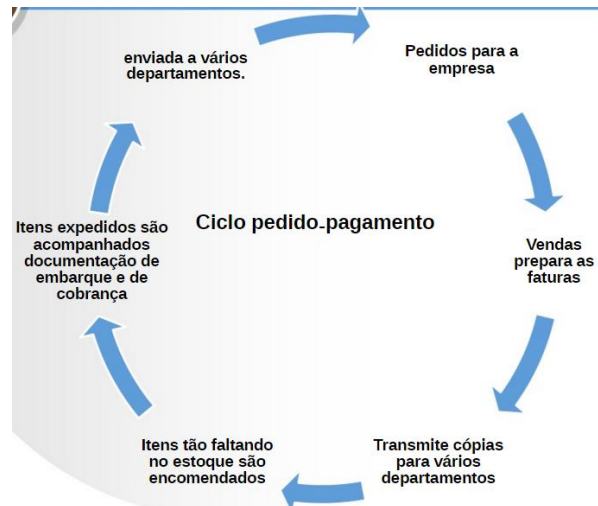 enviada a vários
departamentos.
Pedidos para a
empresa
Ciclo pedido-pagamento
Itens expedidos são
acompanhados
documentação de
embarque e de
cobrança
Vendas
prepara as
faturas
Itens tão faltando
no estoque são
encomendados
Transmite cópias
para vários
departamentos